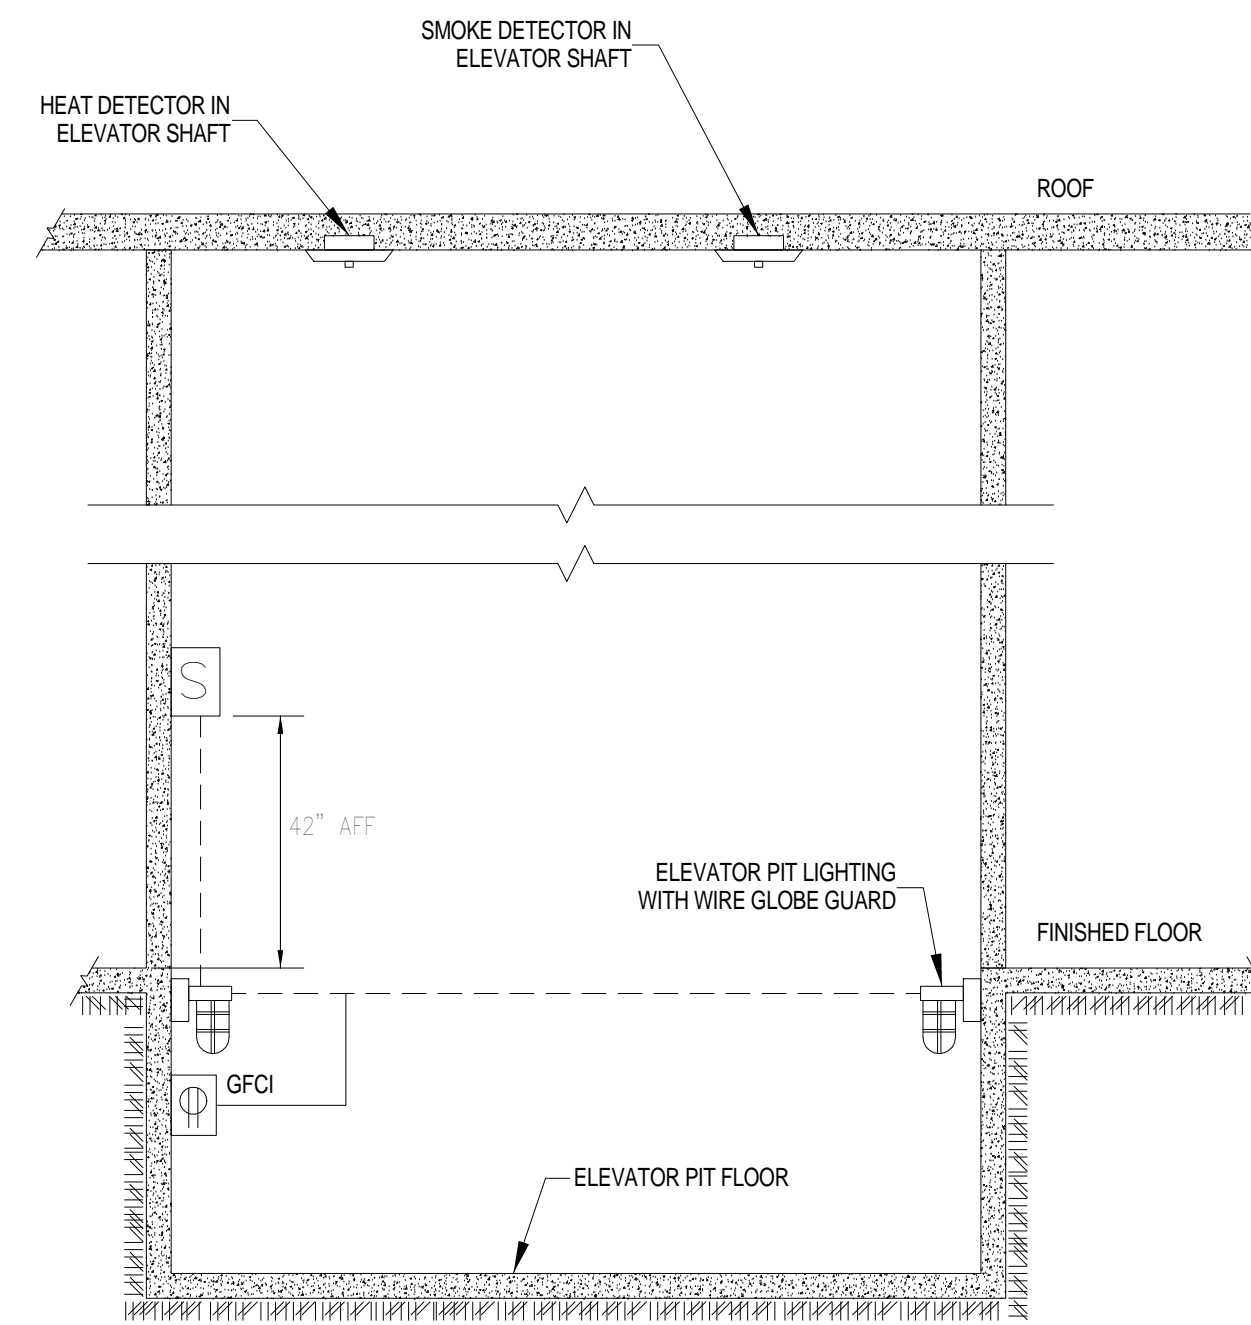 SMOKE DETECTOR IN
ELEVATOR SHAFT
HEAT DETECTOR IN
ELEVATOR SHAFT
ROOF
S
42" AFF
ELEVATOR PIT LIGHTING
WITH WIRE GLOBE GUARD
FINISHED FLOOR
GFCI
ELEVATOR PIT FLOOR